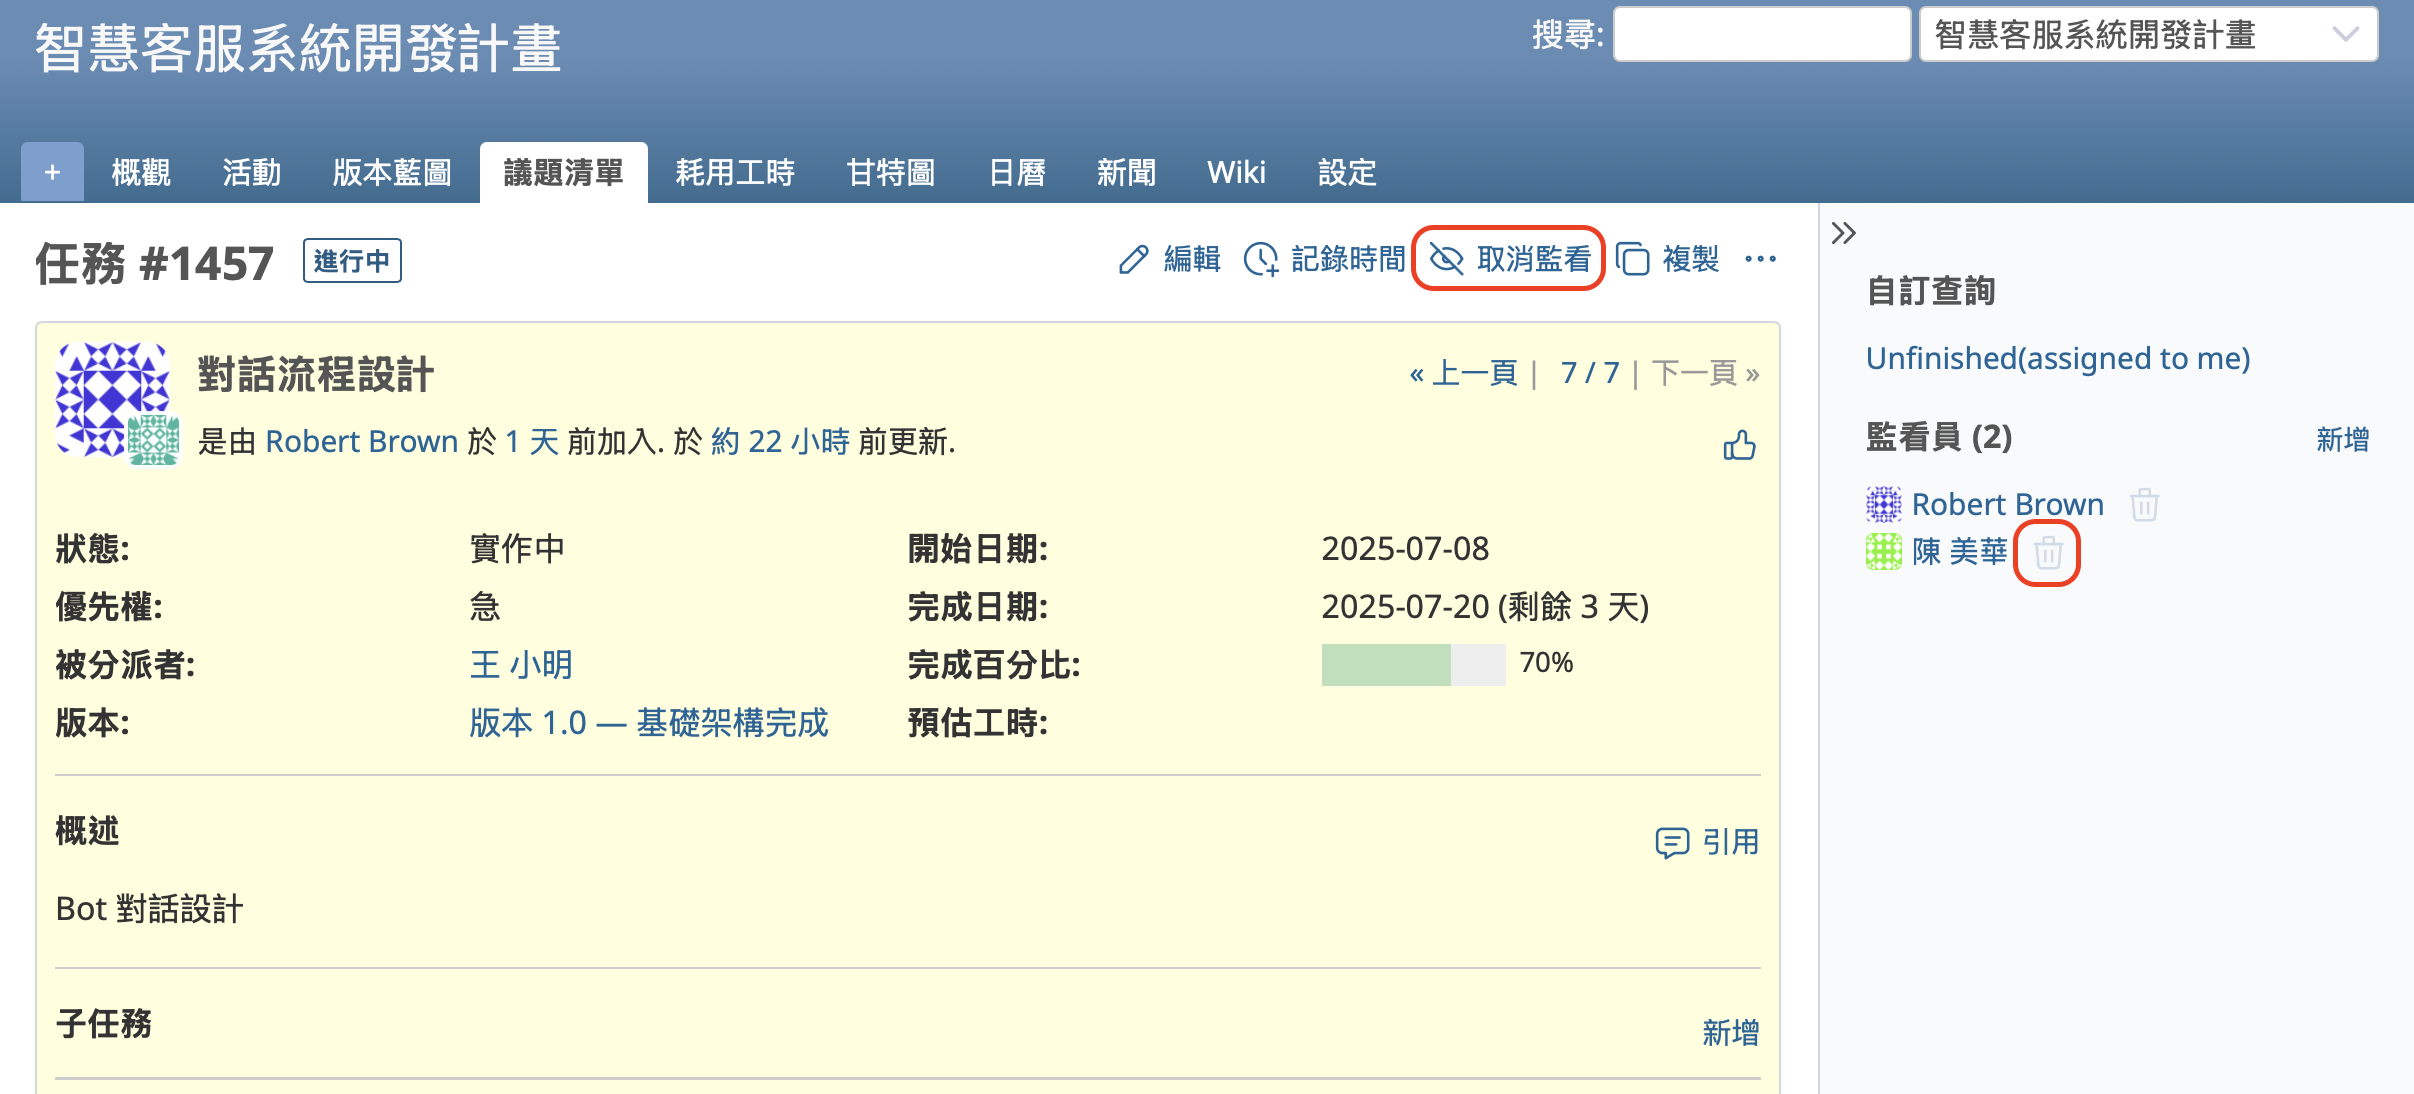 智慧客服系統開發計畫
搜尋:
智慧客服系統開發計畫
+ 概觀 活動 版本藍圖 議題清單 耗用工時 甘特圖 日曆 新聞 Wiki 設定
任務 #1457 進行中
編輯 記錄時間 取消監看 複製 •••
對話流程設計
« 上一頁 | 7 / 7 | 下一頁 »
是由 Robert Brown 於 1 天 前加入. 於 約 22 小時 前更新.
狀態: 實作中 開始日期: 2025-07-08
優先權: 急 完成日期: 2025-07-20 (剩餘 3 天)
被分派者: 王 小明 完成百分比: 70%
版本: 版本 1.0 — 基礎架構完成 預估工時:
概述
引用
Bot 對話設計
子任務
新增
自訂查詢
Unfinished(assigned to me)
監看員 (2) 新增
Robert Brown
陳 美華